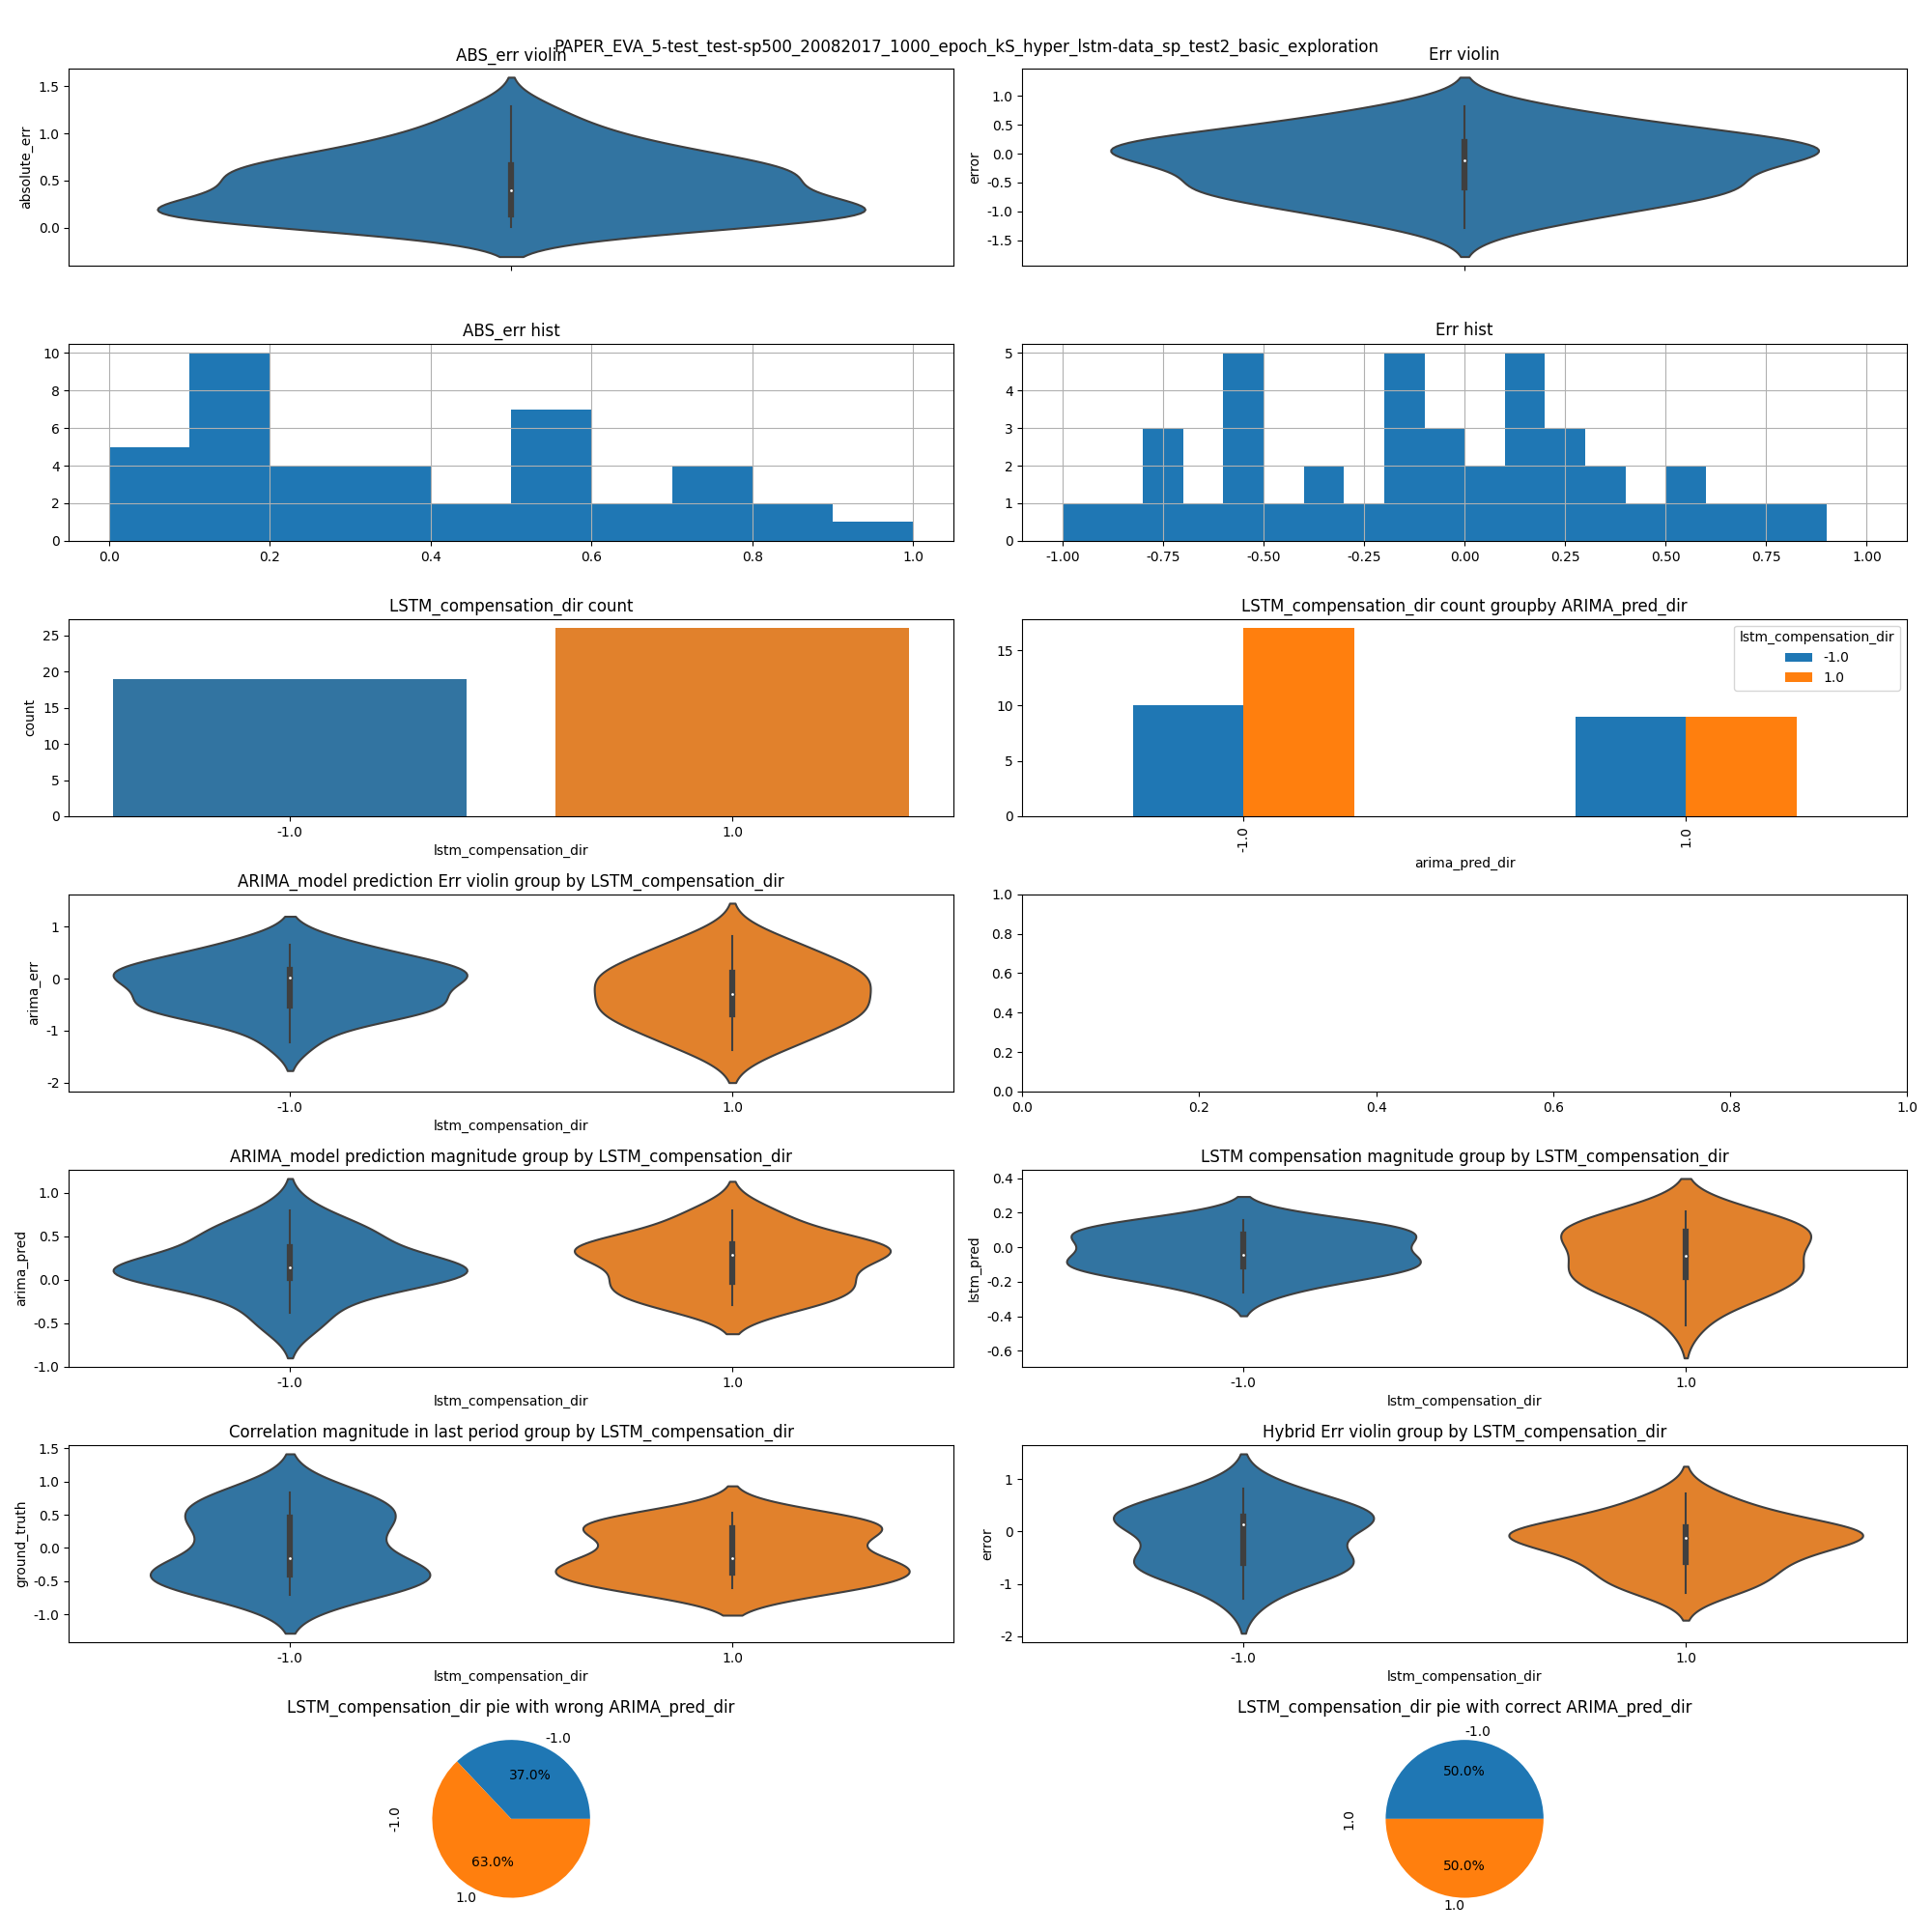 PAPER_EVA_5-test_test-sp500_20082017_1000_epoch_kS_hyper_lstm-data_sp_test2_basic_exploration
ABS_err violin
Err violin
absolute_err
1.5
1.0
0.5
0.0
error
1.0
0.5
0.0
-0.5
-1.0
-1.5
ABS_err hist
Err hist
10
8
6
4
2
0
0.0 0.2 0.4 0.6 0.8 1.0
5
4
3
2
1
0
-1.00 -0.75 -0.50 -0.25 0.00 0.25 0.50 0.75 1.00
LSTM_compensation_dir count
LSTM_compensation_dir count groupby ARIMA_pred_dir
count
25
20
15
10
5
0
-1.0 1.0
lstm_compensation_dir
15
10
5
0
lstm_compensation_dir
-1.0
1.0
-1.0 1.0
arima_pred_dir
ARIMA_model prediction Err violin group by LSTM_compensation_dir
arima_err
1
0
-1
-2
-1.0 1.0
lstm_compensation_dir
1.0
0.8
0.6
0.4
0.2
0.0
0.0 0.2 0.4 0.6 0.8 1.0
ARIMA_model prediction magnitude group by LSTM_compensation_dir
LSTM compensation magnitude group by LSTM_compensation_dir
arima_pred
1.0
0.5
0.0
-0.5
-1.0
-1.0 1.0
lstm_compensation_dir
lstm_pred
0.4
0.2
0.0
-0.2
-0.4
-0.6
-1.0 1.0
lstm_compensation_dir
Correlation magnitude in last period group by LSTM_compensation_dir
Hybrid Err violin group by LSTM_compensation_dir
ground_truth
1.5
1.0
0.5
0.0
-0.5
-1.0
-1.0 1.0
lstm_compensation_dir
error
1
0
-1
-2
-1.0 1.0
lstm_compensation_dir
LSTM_compensation_dir pie with wrong ARIMA_pred_dir
LSTM_compensation_dir pie with correct ARIMA_pred_dir
-1.0
37.0%
-1.0
63.0%
1.0
-1.0
50.0%
1.0
50.0%
1.0